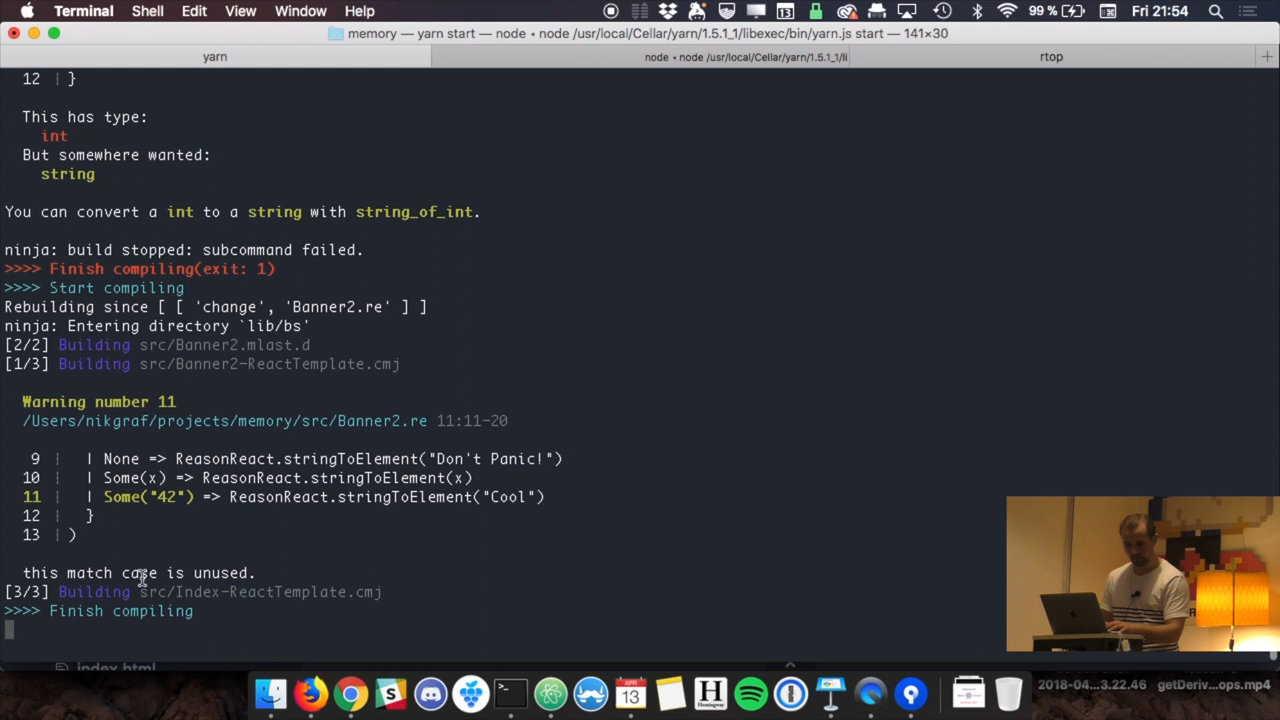 Terminal Shell Edit View Window Help 99 % Fri 21:54
memory — yarn start — node • node /usr/local/Cellar/yarn/1.5.1_1/libexec/bin/yarn.js start — 141×30
yarn node • node /usr/local/Cellar/yarn/1.5.1_1/li rtop
12 | }
This has type:
int
But somewhere wanted:
string
You can convert a int to a string with string_of_int.
ninja: build stopped: subcommand failed.
>>>> Finish compiling(exit: 1)
>>>> Start compiling
Rebuilding since [ [ 'change', 'Banner2.re' ] ]
ninja: Entering directory `lib/bs'
[2/2] Building src/Banner2.mlast.d
[1/3] Building src/Banner2-ReactTemplate.cmj
Warning number 11
/Users/nikgraf/projects/memory/src/Banner2.re 11:11-20
9 | | None => ReasonReact.stringToElement("Don't Panic!")
10 | | Some(x) => ReasonReact.stringToElement(x)
11 | | Some("42") => ReasonReact.stringToElement("Cool")
12 | }
13 | )
this match case is unused.
[3/3] Building src/Index-ReactTemplate.cmj
>>>> Finish compiling
index.html
APR
13
2018-04...3.22.46 getDeriv...ops.mp4